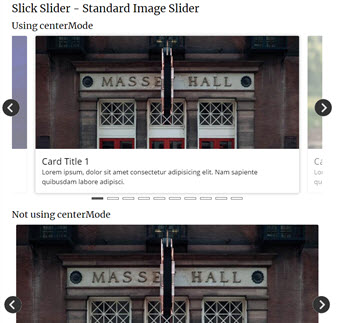 Slick Slider - Standard Image Slider
Using centerMode
MASSEY HALL
Card Title 1
Lorem ipsum, dolor sit amet consectetur adipisicing elit. Nam sapiente
quibusdam labore adipisci.
Ca
Lo
qu
Not using centerMode
MASSEY HALL